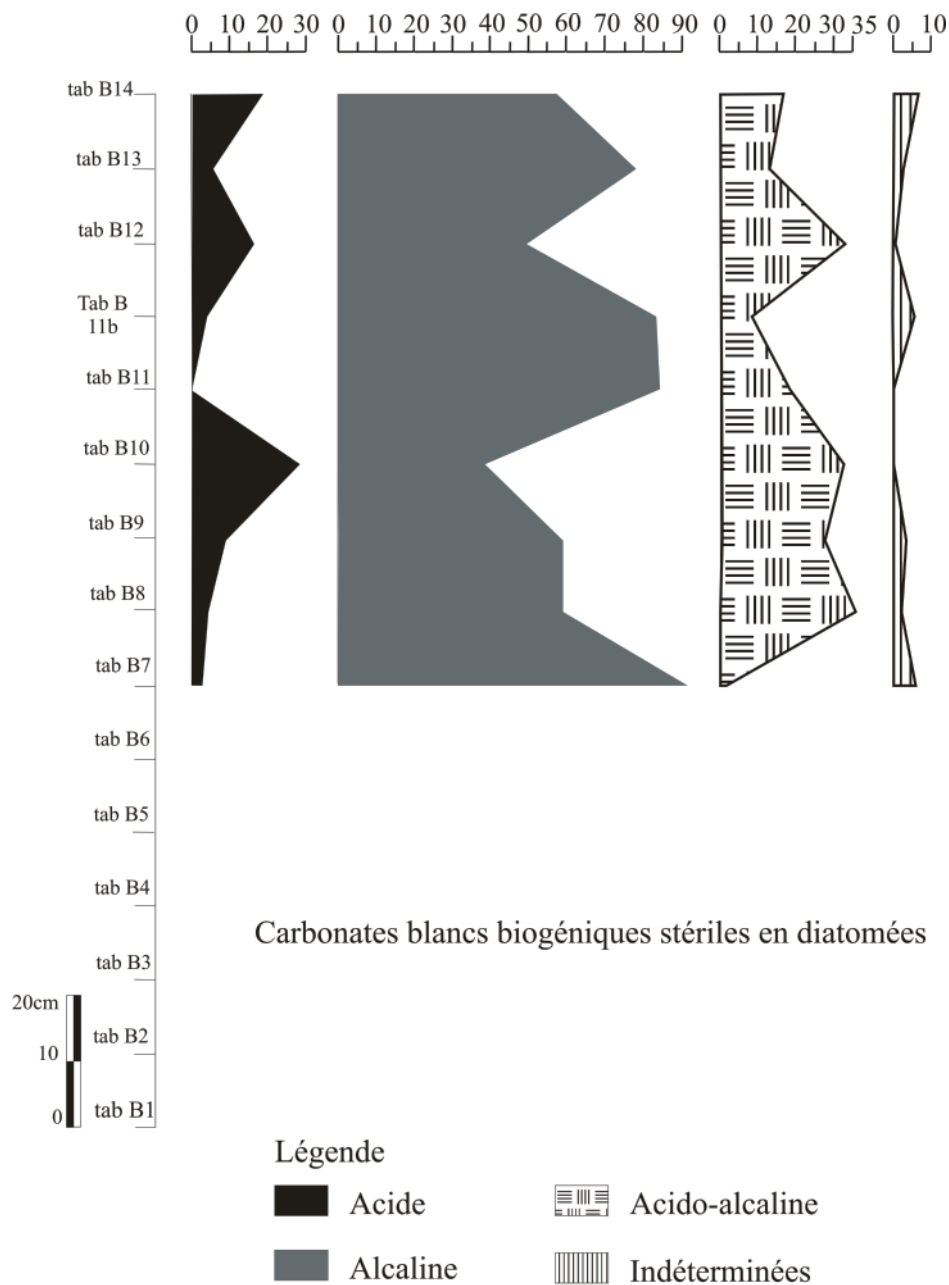 0 10 20 30 0 10 20 30 40 50 60 70 80 90 0 10 20 30 35 0 10
tab B14
tab B13
tab B12
Tab B
11b
tab B11
tab B10
tab B9
tab B8
tab B7
tab B6
tab B5
tab B4
Carbonates blancs biogéniques stériles en diatomées
tab B3
20cm
tab B2
10
tab B1
0
Légende
Acide
Acido-alcaline
Alcaline
Indéterminées